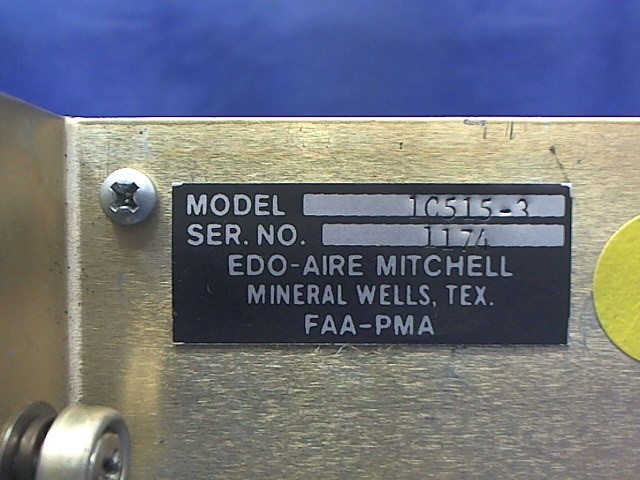 MODEL 1C515-3
SER. NO. 1174
EDO-AIRE MITCHELL
MINERAL WELLS, TEX.
FAA-PMA